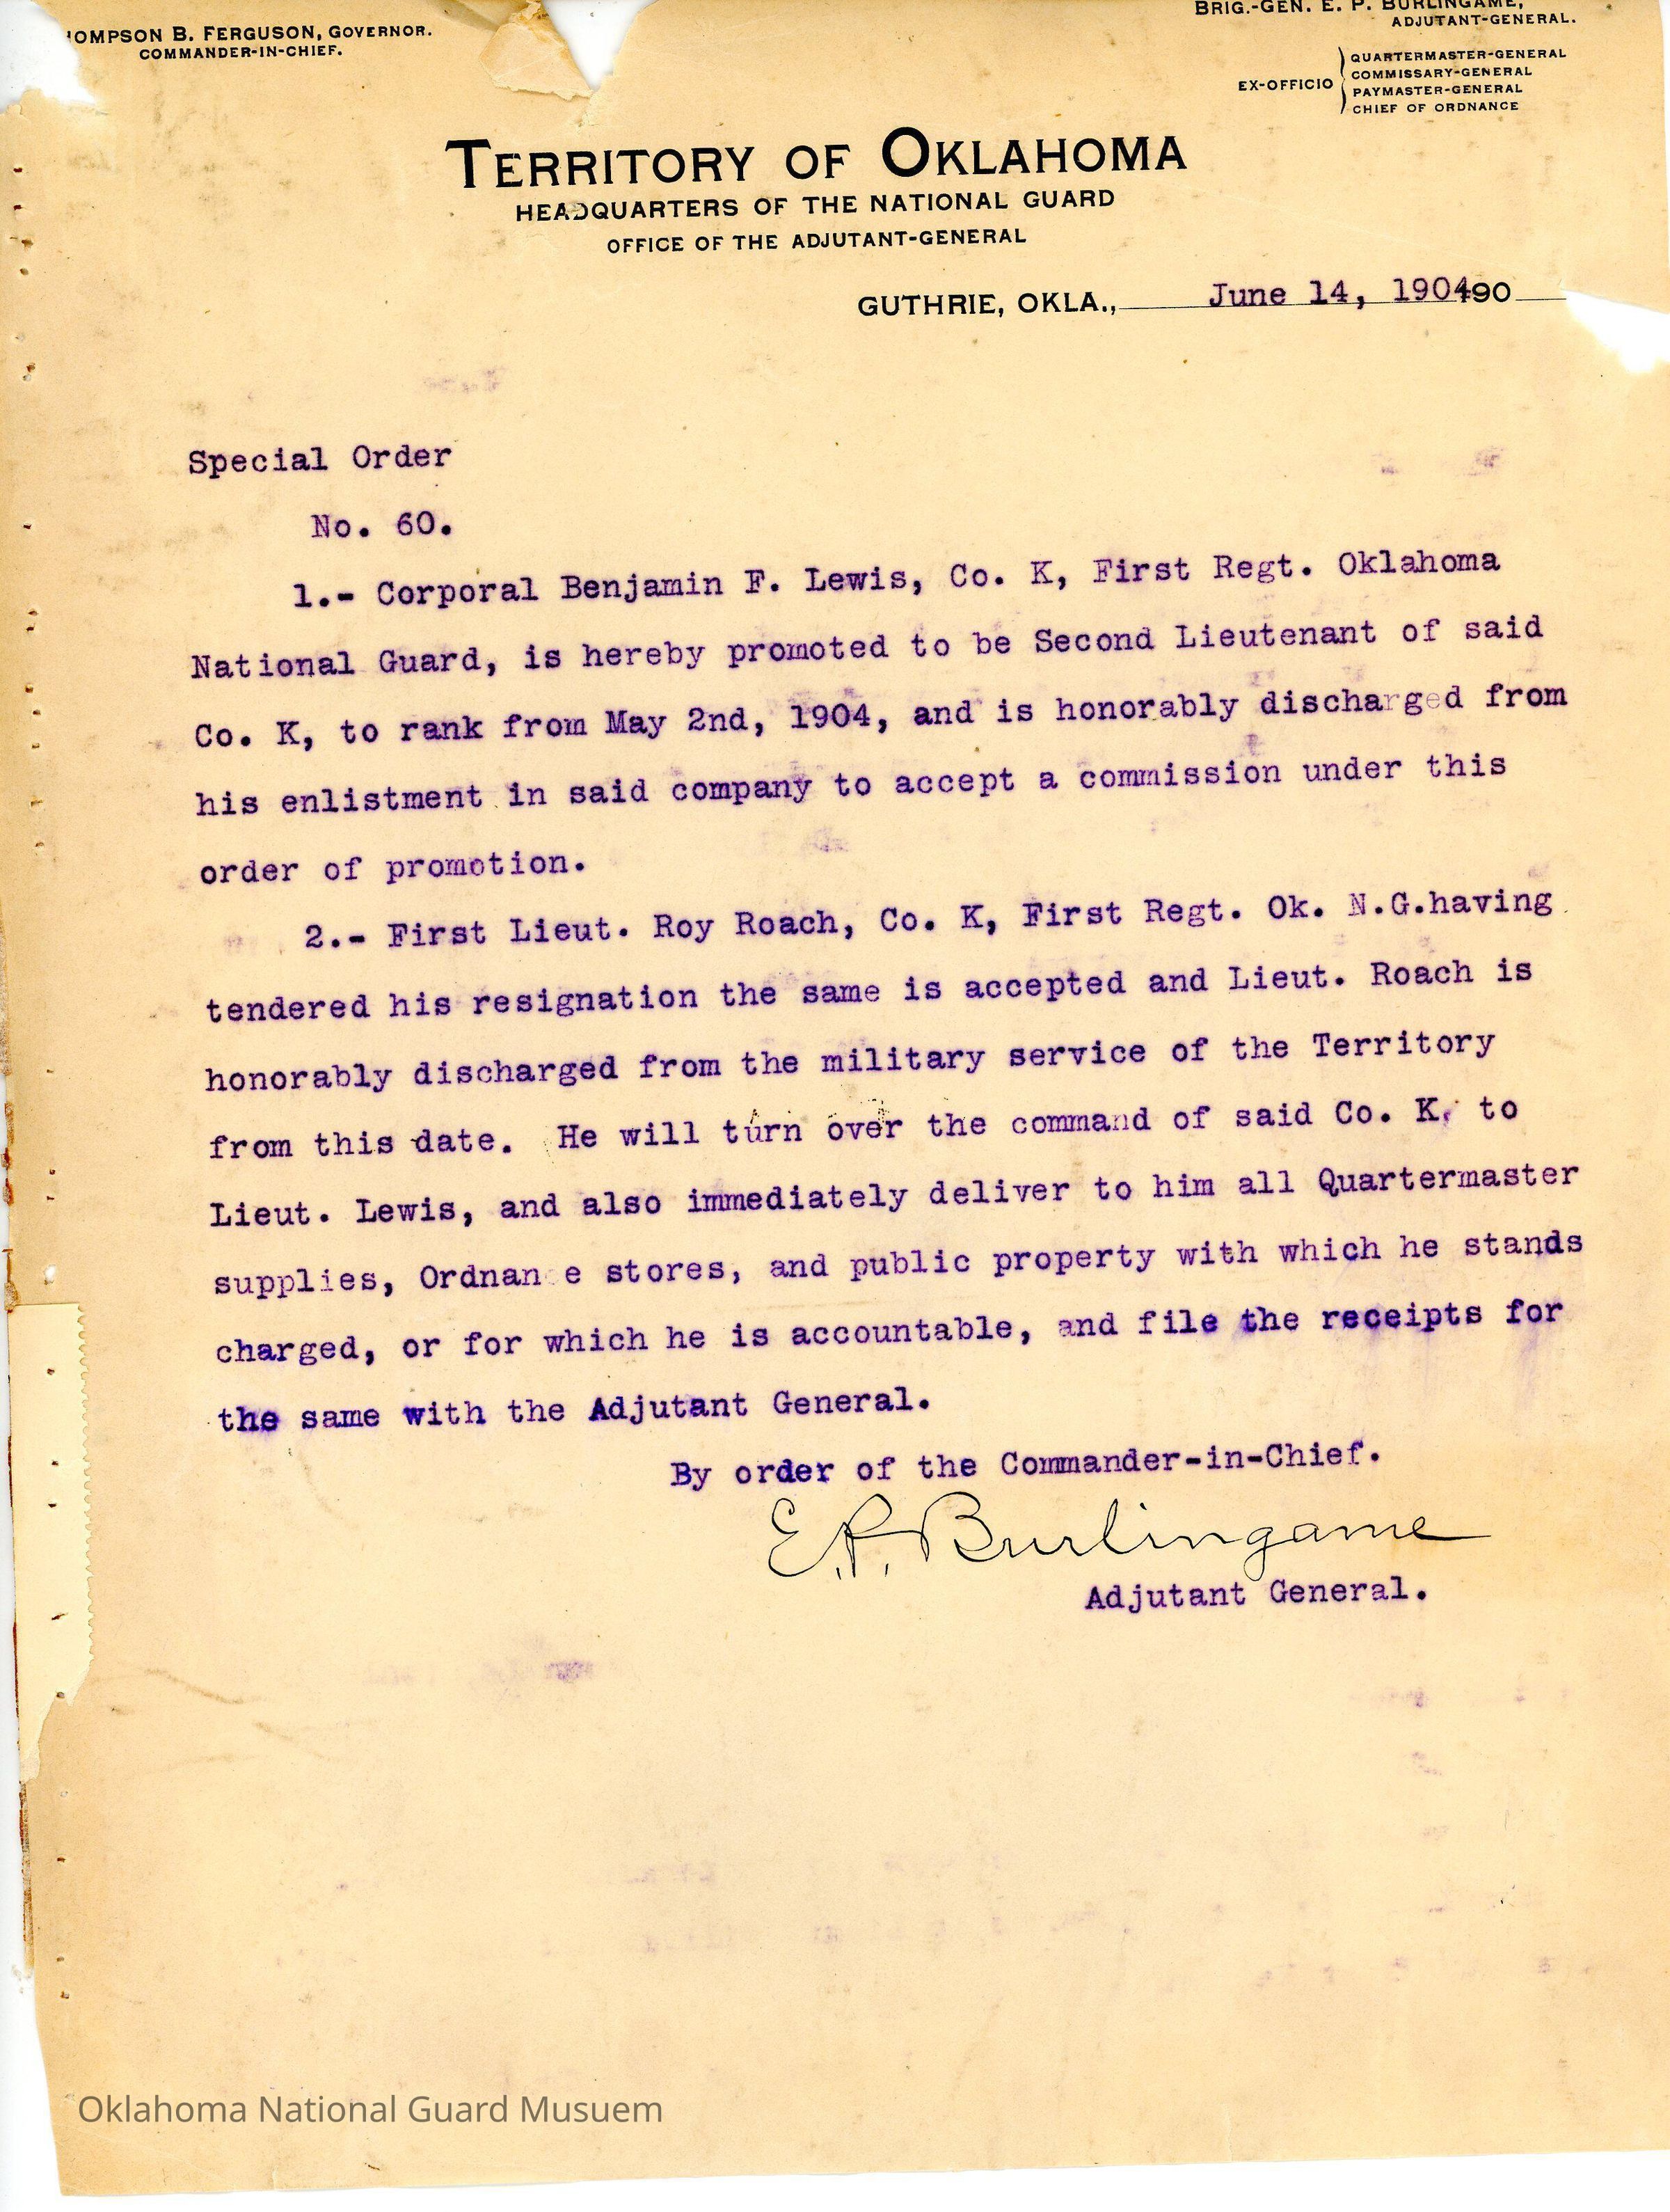 HOMPSON B. FERGUSON, GOVERNOR.
COMMANDER-IN-CHIEF.
BRIG.-GEN. E. P. BURLINGAME,
ADJUTANT-GENERAL.
EX-OFFICIO
QUARTERMASTER-GENERAL
COMMISSARY-GENERAL
PAYMASTER-GENERAL
CHIEF OF ORDNANCE
TERRITORY OF OKLAHOMA
HEADQUARTERS OF THE NATIONAL GUARD
OFFICE OF THE ADJUTANT-GENERAL
GUTHRIE, OKLA., June 14, 1904 190
Special Order
No. 60.
1.- Corporal Benjamin F. Lewis, Co. K, First Regt. Oklahoma
National Guard, is hereby promoted to be Second Lieutenant of said
Co. K, to rank from May 2nd, 1904, and is honorably discharged from
his enlistment in said company to accept a commission under this
order of promotion.
2.- First Lieut. Roy Roach, Co. K, First Regt. Ok. N.G.having
tendered his resignation the same is accepted and Lieut. Roach is
honorably discharged from the military service of the Territory
from this date. He will turn over the command of said Co. K, to
Lieut. Lewis, and also immediately deliver to him all Quartermaster
supplies, Ordnance stores, and public property with which he stands
charged, or for which he is accountable, and file the receipts for
the same with the Adjutant General.
By order of the Commander-in-Chief.
E. P. Burlingame
Adjutant General.
Oklahoma National Guard Musuem